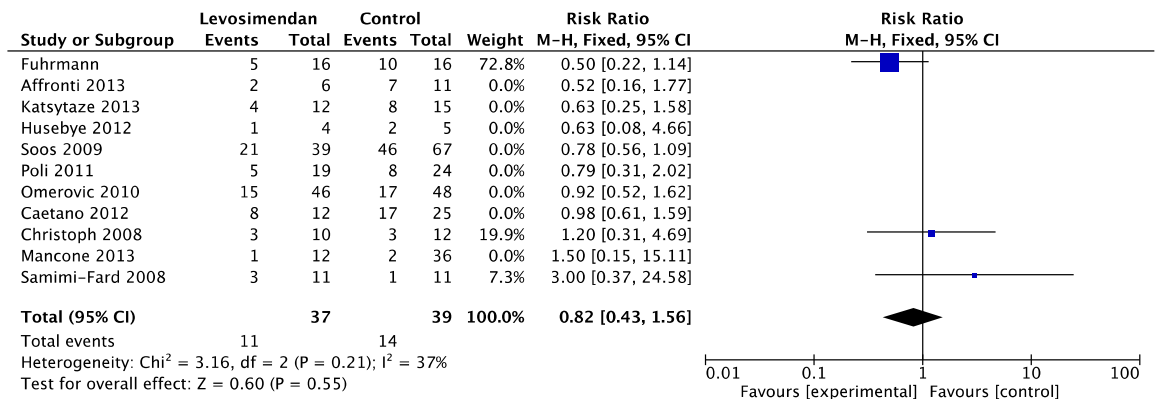 Levosimendan Control Risk Ratio Risk Ratio
Study or Subgroup Events Total Events Total Weight M-H, Fixed, 95% CI M-H, Fixed, 95% CI
Fuhrmann 5 16 10 16 72.8% 0.50 [0.22, 1.14]
Affronti 2013 2 6 7 11 0.0% 0.52 [0.16, 1.77]
Katsytaze 2013 4 12 8 15 0.0% 0.63 [0.25, 1.58]
Husebye 2012 1 4 2 5 0.0% 0.63 [0.08, 4.66]
Soos 2009 21 39 46 67 0.0% 0.78 [0.56, 1.09]
Poli 2011 5 19 8 24 0.0% 0.79 [0.31, 2.02]
Omerovic 2010 15 46 17 48 0.0% 0.92 [0.52, 1.62]
Caetano 2012 8 12 17 25 0.0% 0.98 [0.61, 1.59]
Christoph 2008 3 10 3 12 19.9% 1.20 [0.31, 4.69]
Mancone 2013 1 12 2 36 0.0% 1.50 [0.15, 15.11]
Samimi-Fard 2008 3 11 1 11 7.3% 3.00 [0.37, 24.58]
Total (95% CI) 37 39 100.0% 0.82 [0.43, 1.56]
Total events 11 14
Heterogeneity: Chi² = 3.16, df = 2 (P = 0.21); I² = 37%
Test for overall effect: Z = 0.60 (P = 0.55)
0.01 0.1 1 10 100
Favours [experimental] Favours [control]